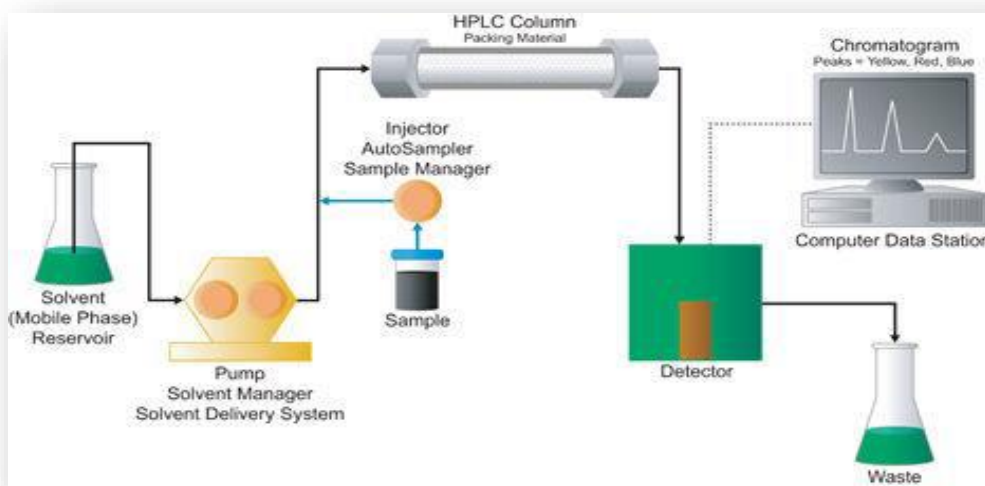 HPLC Column
Packing Material
Chromatogram
Peaks = Yellow, Red, Blue
Injector
AutoSampler
Sample Manager
Computer Data Station
Solvent
(Mobile Phase)
Reservoir
Sample
Pump
Solvent Manager
Solvent Delivery System
Detector
Waste